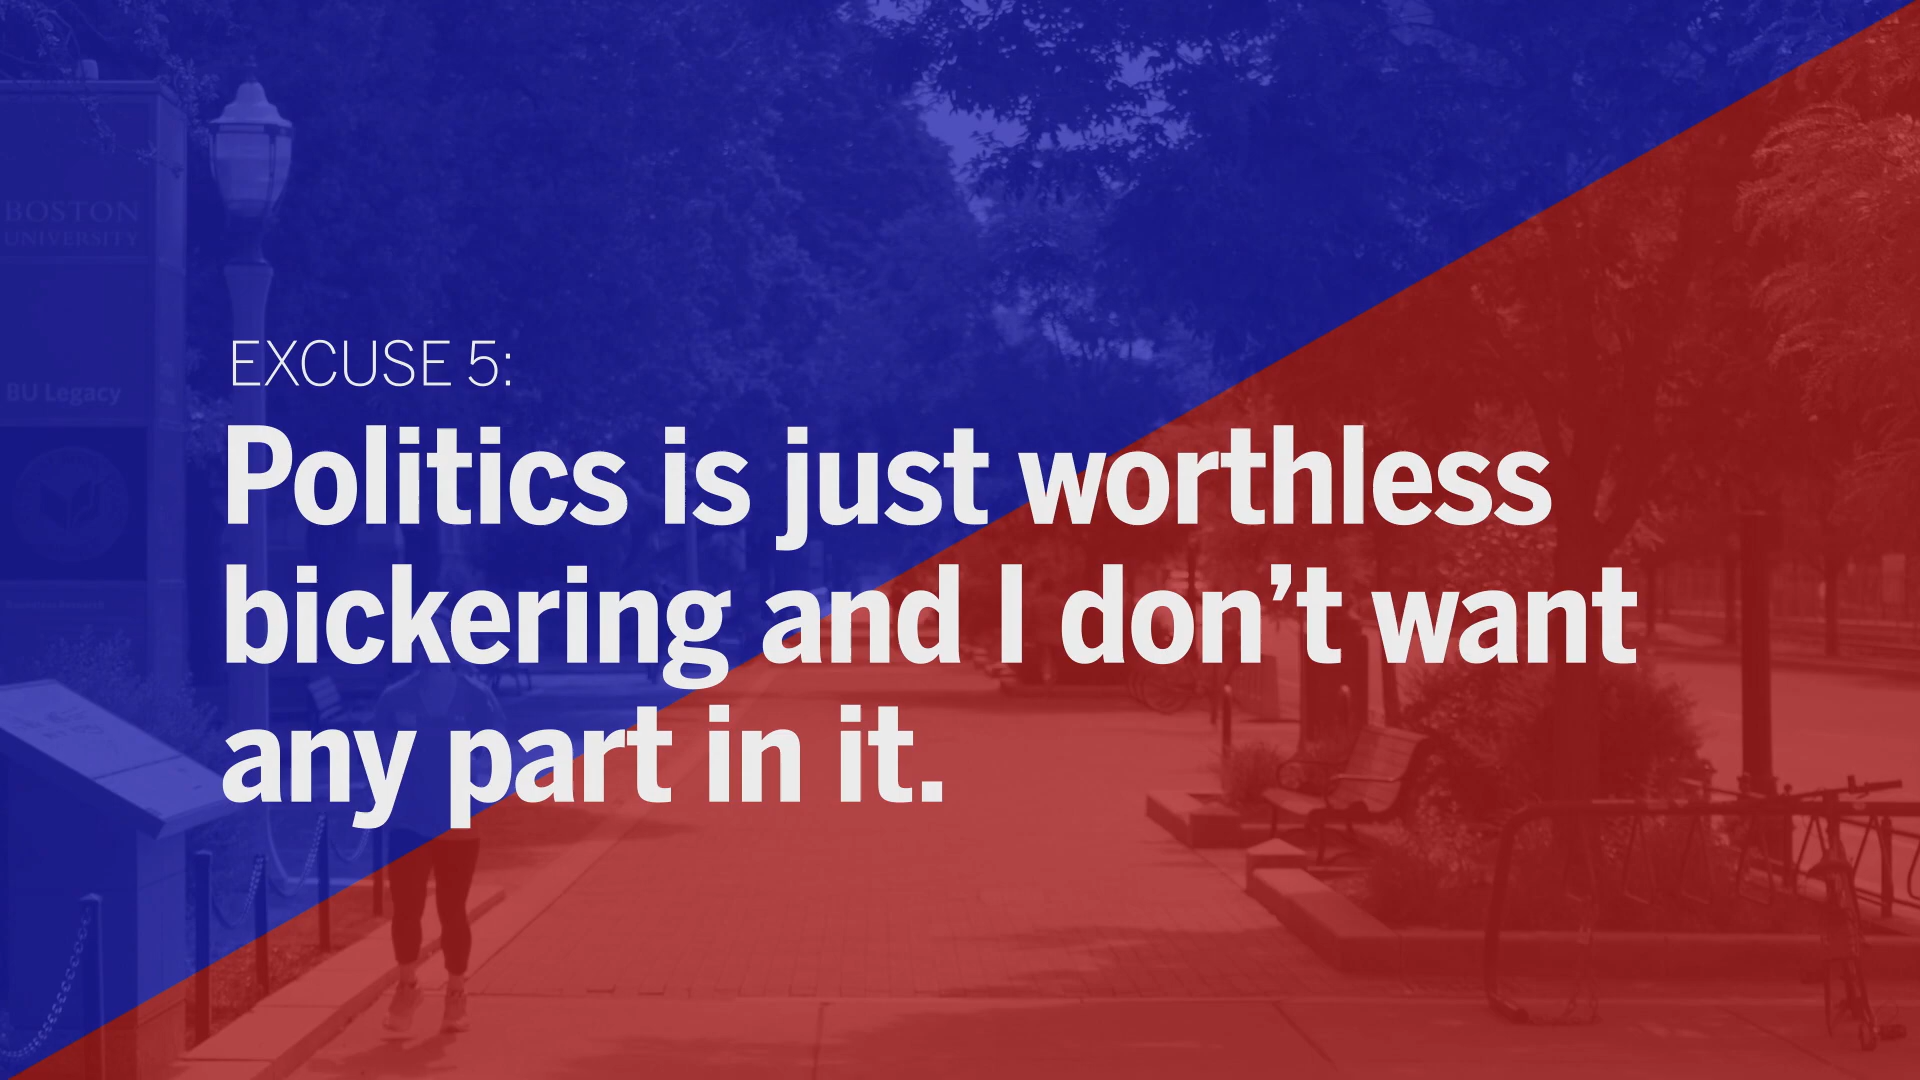 BOSTON
UNIVERSITY
BU Legacy
EXCUSE 5:
Politics is just worthless
bickering and I don’t want
any part in it.